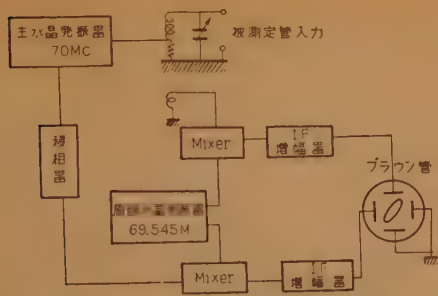 主水晶発振器
70MC
被測定管入力
移相器
Mixer
I.F
増幅器
ブラウン管
69.545M
Mixer
I.F
増幅器